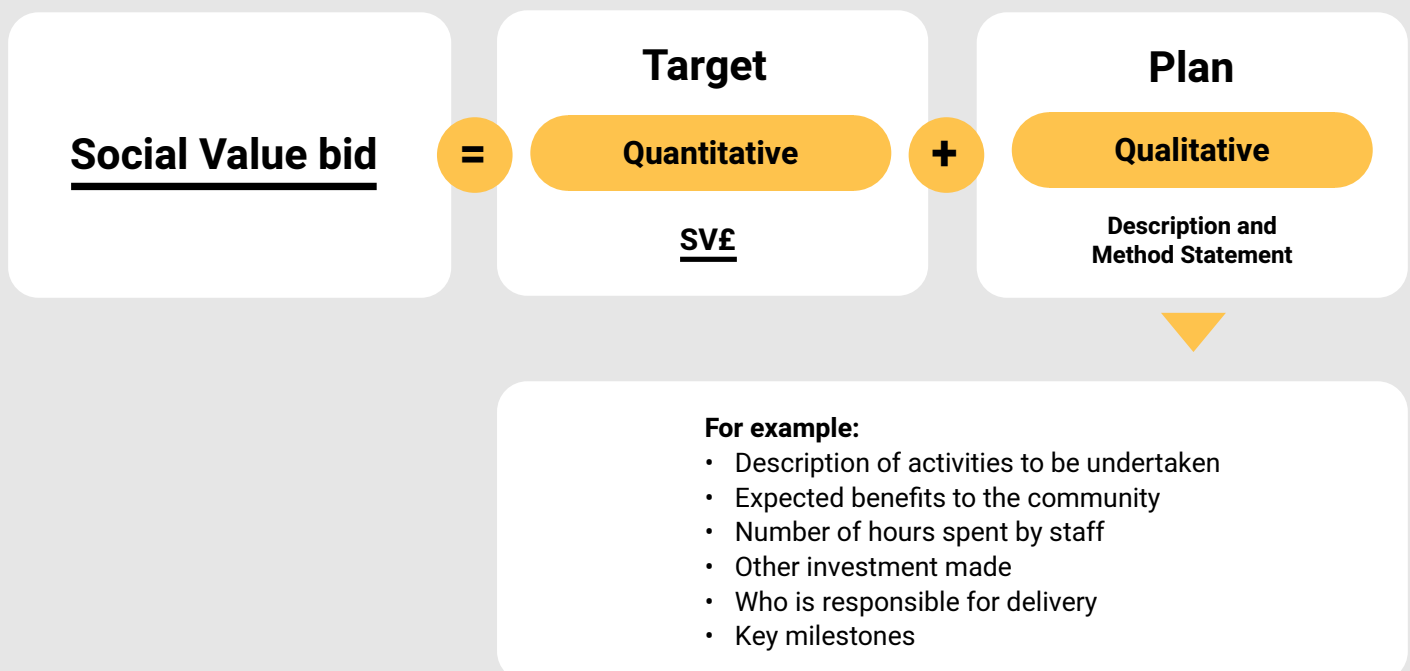 Social Value bid
=
Target
Quantitative
SV£
+
Plan
Qualitative
Description and
Method Statement
For example:
• Description of activities to be undertaken
• Expected benefits to the community
• Number of hours spent by staff
• Other investment made
• Who is responsible for delivery
• Key milestones